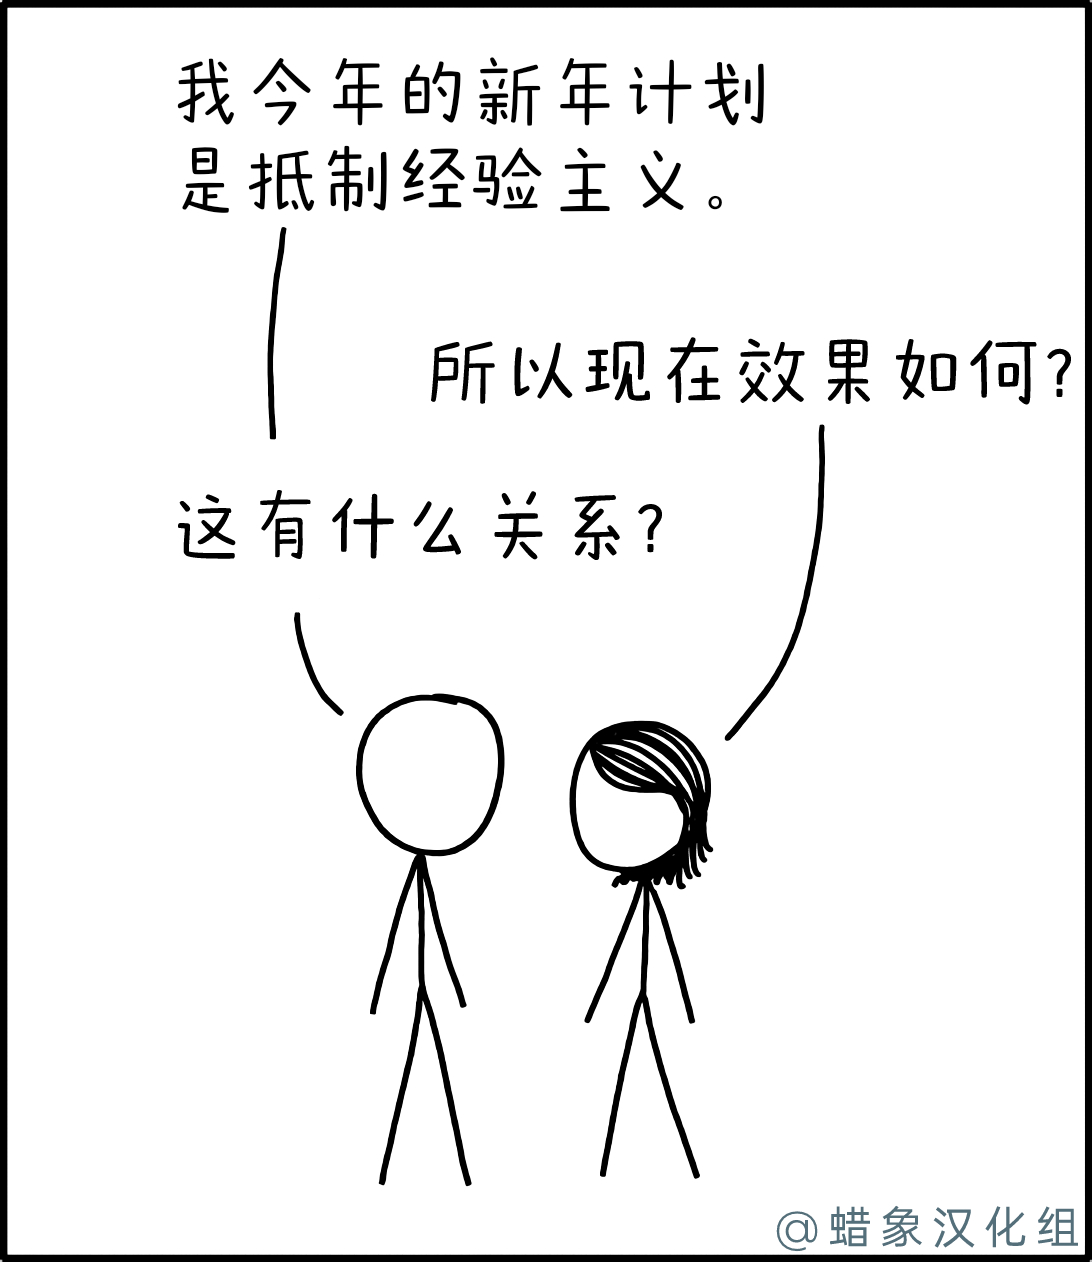 我今年的新年计划
是抵制经验主义。
所以现在效果如何?
这有什么关系?
@蜡象汉化组